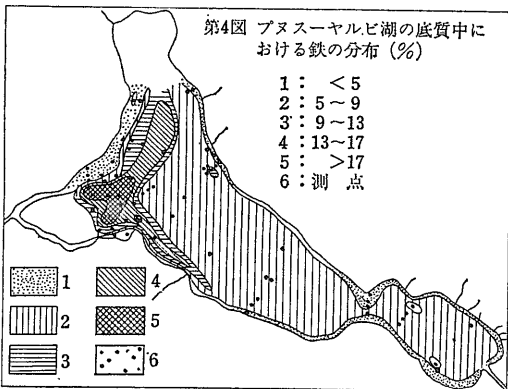 第4図 プヌスーヤルビ湖の底質中に
おける鉄の分布 (%)
1 : <5
2 : 5~9
3 : 9~13
4 : 13~17
5 : >17
6 : 測点
1
2
3
4
5
6